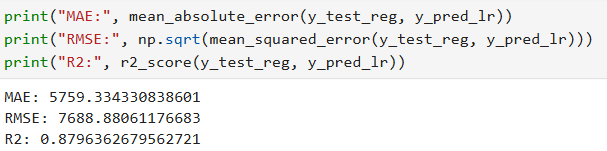 print("MAE:", mean_absolute_error(y_test_reg, y_pred_lr))
print("RMSE:", np.sqrt(mean_squared_error(y_test_reg, y_pred_lr)))
print("R2:", r2_score(y_test_reg, y_pred_lr))
MAE: 5759.334330838601
RMSE: 7688.88061176683
R2: 0.8796362679562721